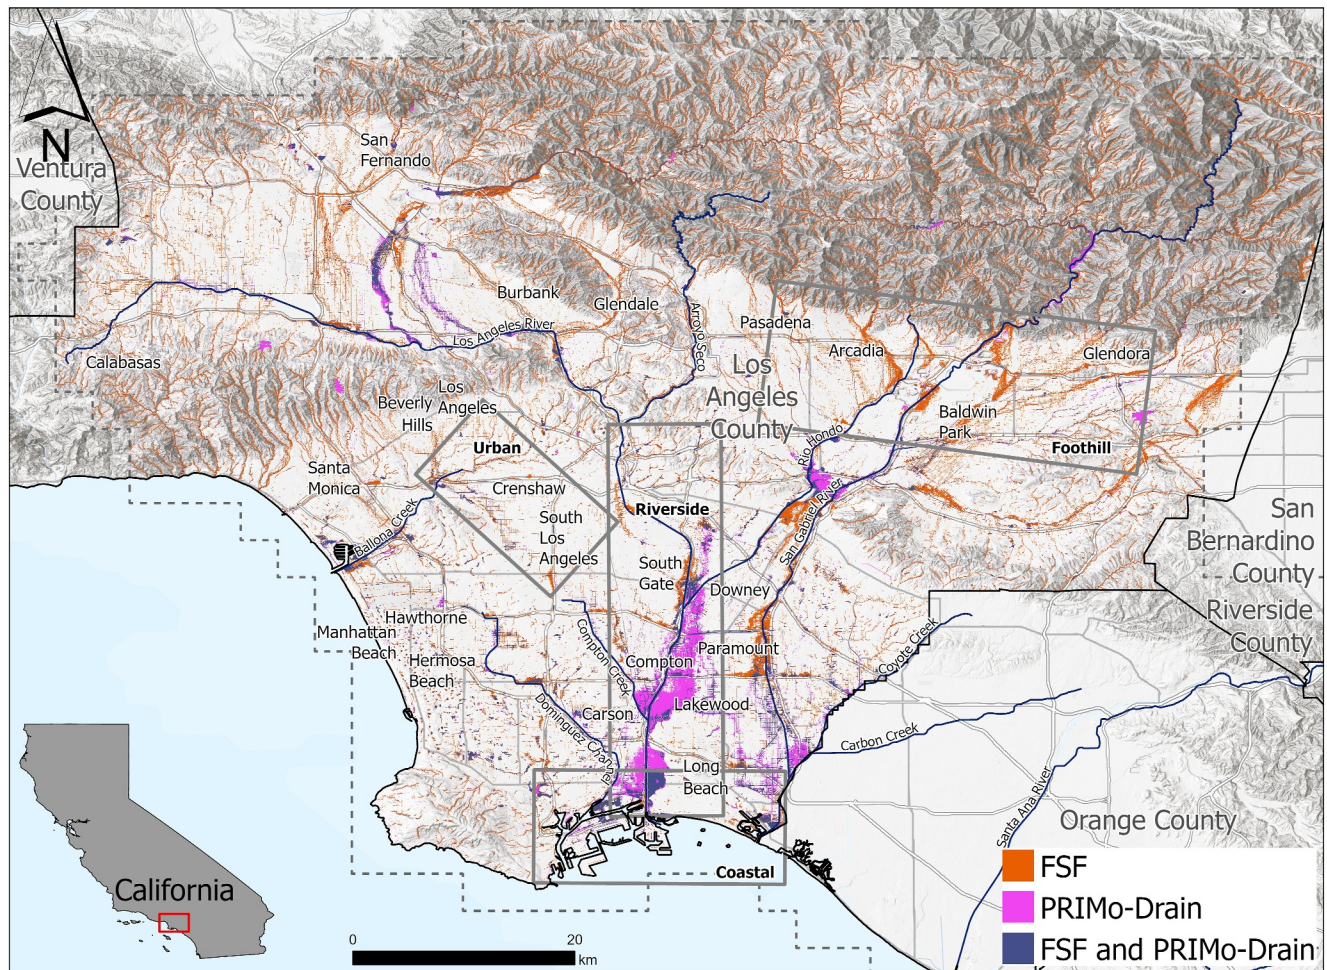 N
Ventura
County
San
Fernando
Burbank
Glendale
Los Angeles River
Arroyo Seco
Pasadena
Arcadia
Glendora
Calabasas
Los
Angeles
County
Los
Angeles
Beverly
Hills
Baldwin
Park
Urban
Rio Hondo
Foothill
Santa
Monica
Crenshaw
Riverside
San Gabriel River
Ballona Creek
South
Los
Angeles
San
Bernardino
County
South
Gate
Downey
Riverside
County
Hawthorne
Manhattan
Beach
Compton Creek
Compton
Paramount
Coyote Creek
Hermosa
Beach
Dominguez Channel
Carson
Lakewood
Carbon Creek
Long
Beach
Santa Ana River
Orange County
Coastal
California
FSF
PRIMo-Drain
FSF and PRIMo-Drain
0
20
km